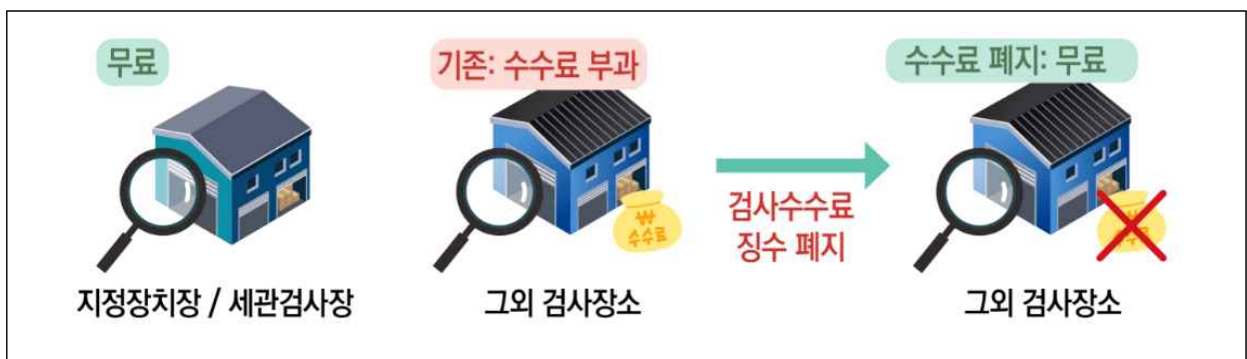 무료
기존: 수수료 부과
수수료 폐지: 무료
₩
수수료
검사수수료
징수 폐지
지정장치장 / 세관검사장
그외 검사장소
그외 검사장소